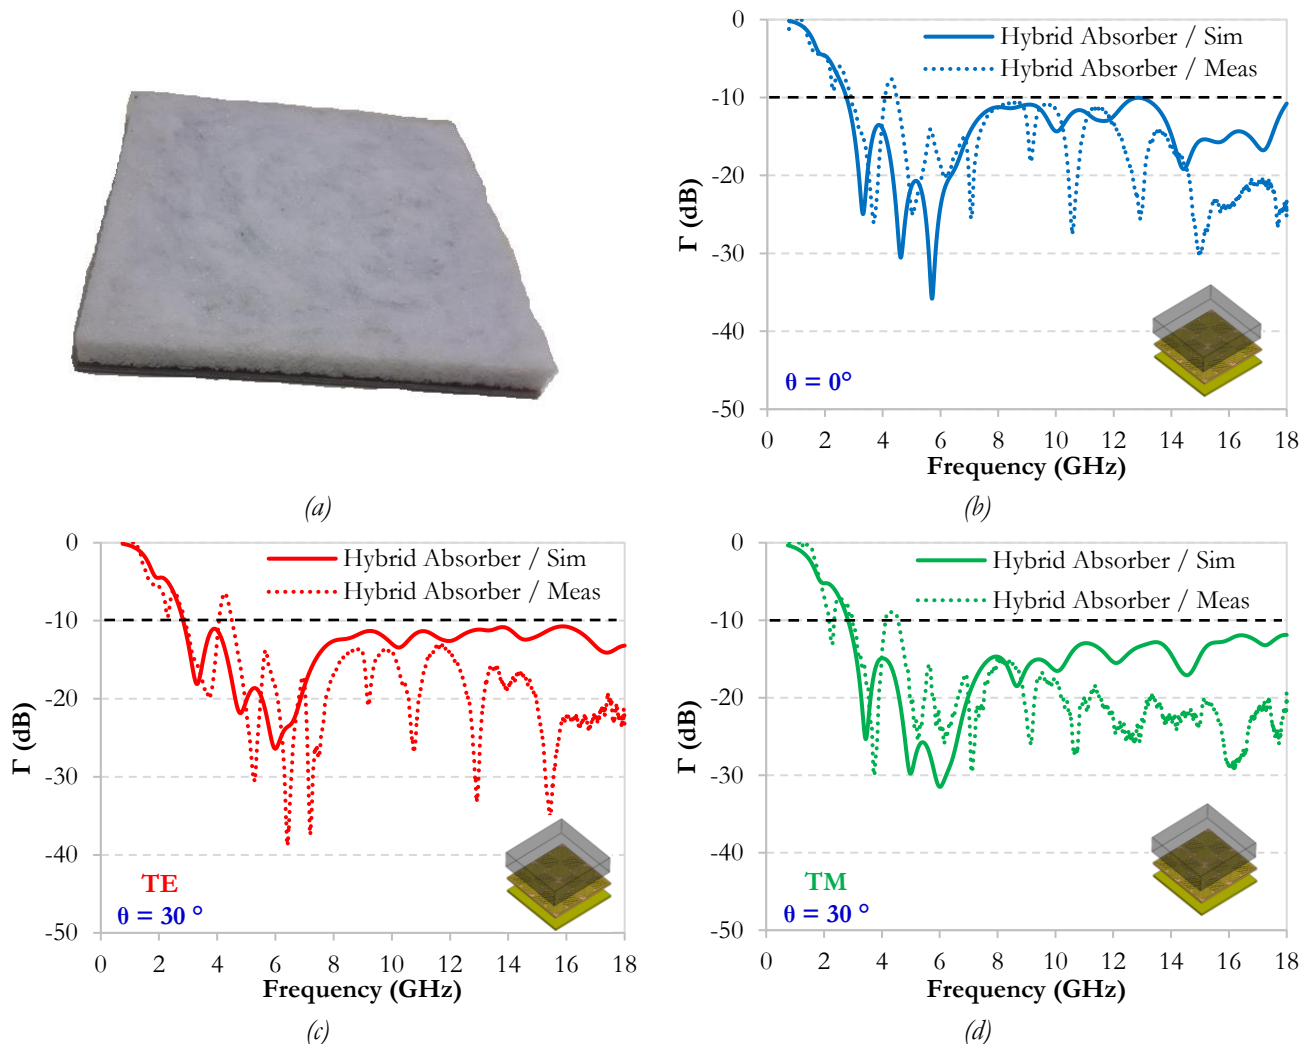 (a)
0
-10
-20
-30
-40
-50
Γ (dB)
Hybrid Absorber / Sim
Hybrid Absorber / Meas
θ = 0°
0 2 4 6 8 10 12 14 16 18
Frequency (GHz)
(b)
0
-10
-20
-30
-40
-50
Γ (dB)
Hybrid Absorber / Sim
Hybrid Absorber / Meas
TE
θ = 30 °
0 2 4 6 8 10 12 14 16 18
Frequency (GHz)
(c)
0
-10
-20
-30
-40
-50
Γ (dB)
Hybrid Absorber / Sim
Hybrid Absorber / Meas
TM
θ = 30 °
0 2 4 6 8 10 12 14 16 18
Frequency (GHz)
(d)